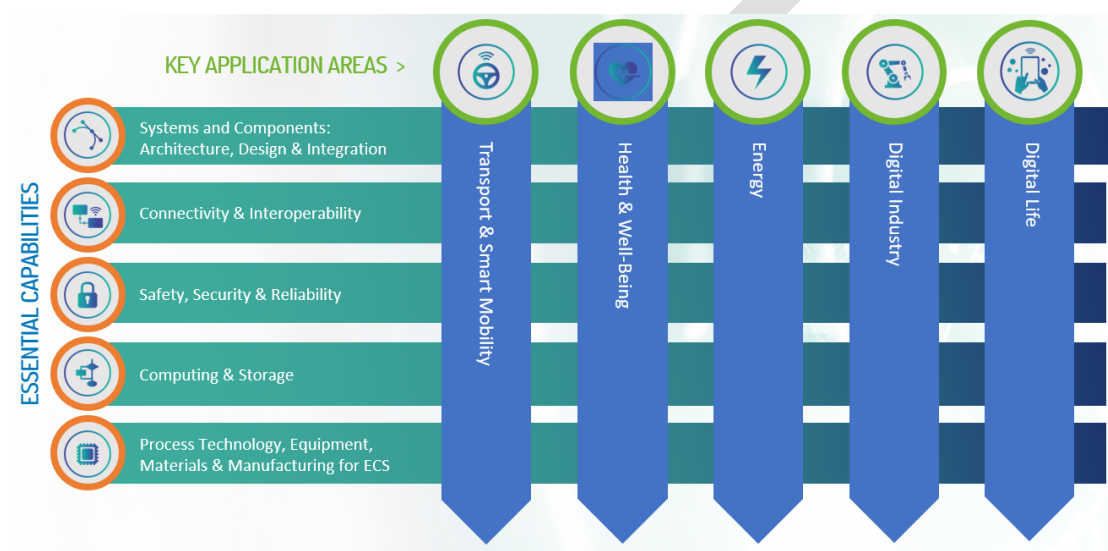 KEY APPLICATION AREAS >
Transport & Smart Mobility
Health & Well-Being
Energy
Digital Industry
Digital Life
ESSENTIAL CAPABILITIES
Systems and Components:
Architecture, Design & Integration
Connectivity & Interoperability
Safety, Security & Reliability
Computing & Storage
Process Technology, Equipment,
Materials & Manufacturing for ECS